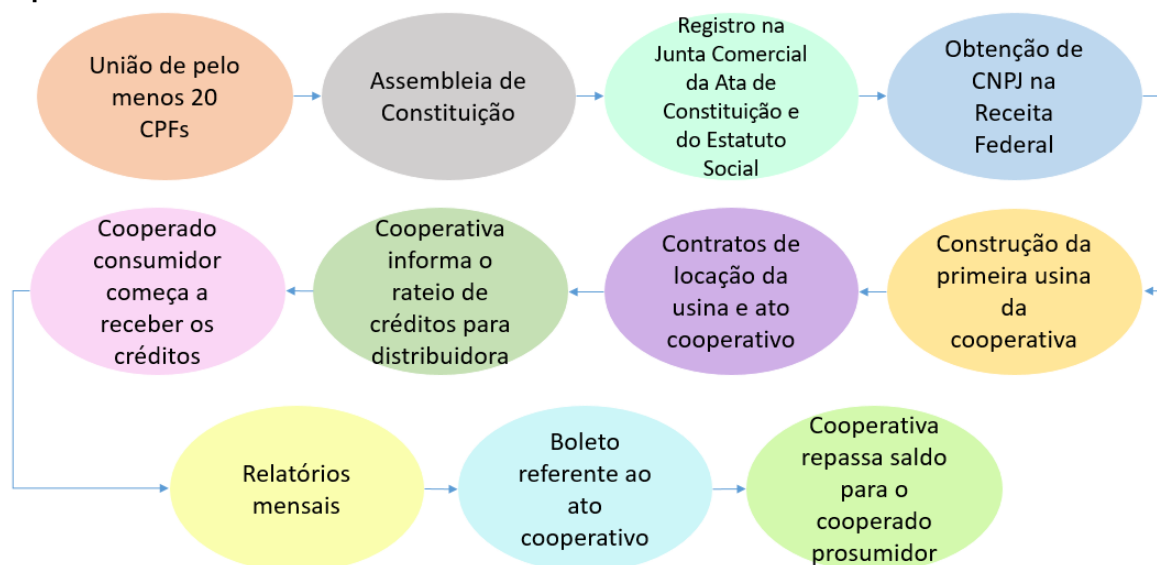 União de pelo
menos 20
CPFs
Assembleia de
Constituição
Registro na
Junta Comercial
da Ata de
Constituição e
do Estatuto
Social
Obtenção de
CNPJ na
Receita
Federal
Construção da
primeira usina
da
cooperativa
Contratos de
locação da
usina e ato
cooperativo
Cooperativa
informa o
rateio de
créditos para
distribuidora
Cooperado
consumidor
começa a
receber os
créditos
Relatórios
mensais
Boleto
referente ao
ato
cooperativo
Cooperativa
repassa saldo
para o
cooperado
prosumidor